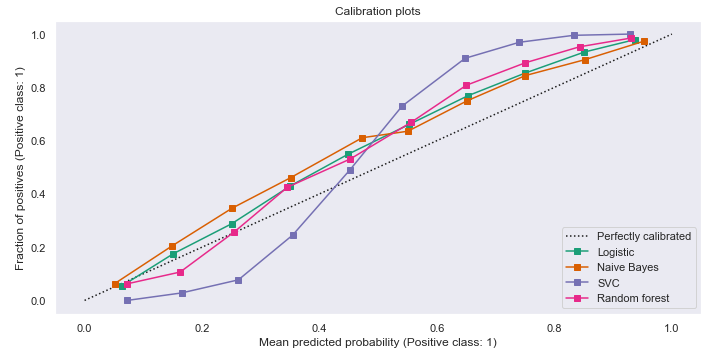 Calibration plots
Fraction of positives (Positive class: 1)
1.0
0.8
0.6
0.4
0.2
0.0
Perfectly calibrated
Logistic
Naive Bayes
SVC
Random forest
0.0 0.2 0.4 0.6 0.8 1.0
Mean predicted probability (Positive class: 1)